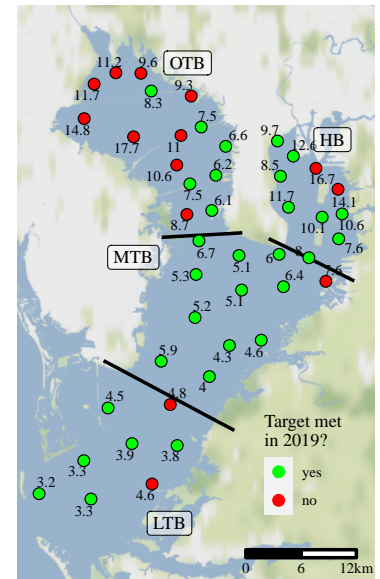 11.2 9.6
OTB
11.7 8.3 9.3
14.8 7.5 9.7
17.7 11 6.6 12.6 HB
10.6 6.2 8.5 16.7
7.5 14.1
8.7 6.1 11.7 10.1 10.6
6.7 7.6
MTB 5.1 6 8
5.3 7.6
5.1 6.4
5.2
4.3 4.6
5.9
4
4.8
4.5
Target met
in 2019?
3.9 3.8
3.3
yes
3.2 4.6 no
3.3
LTB
0 6 12km